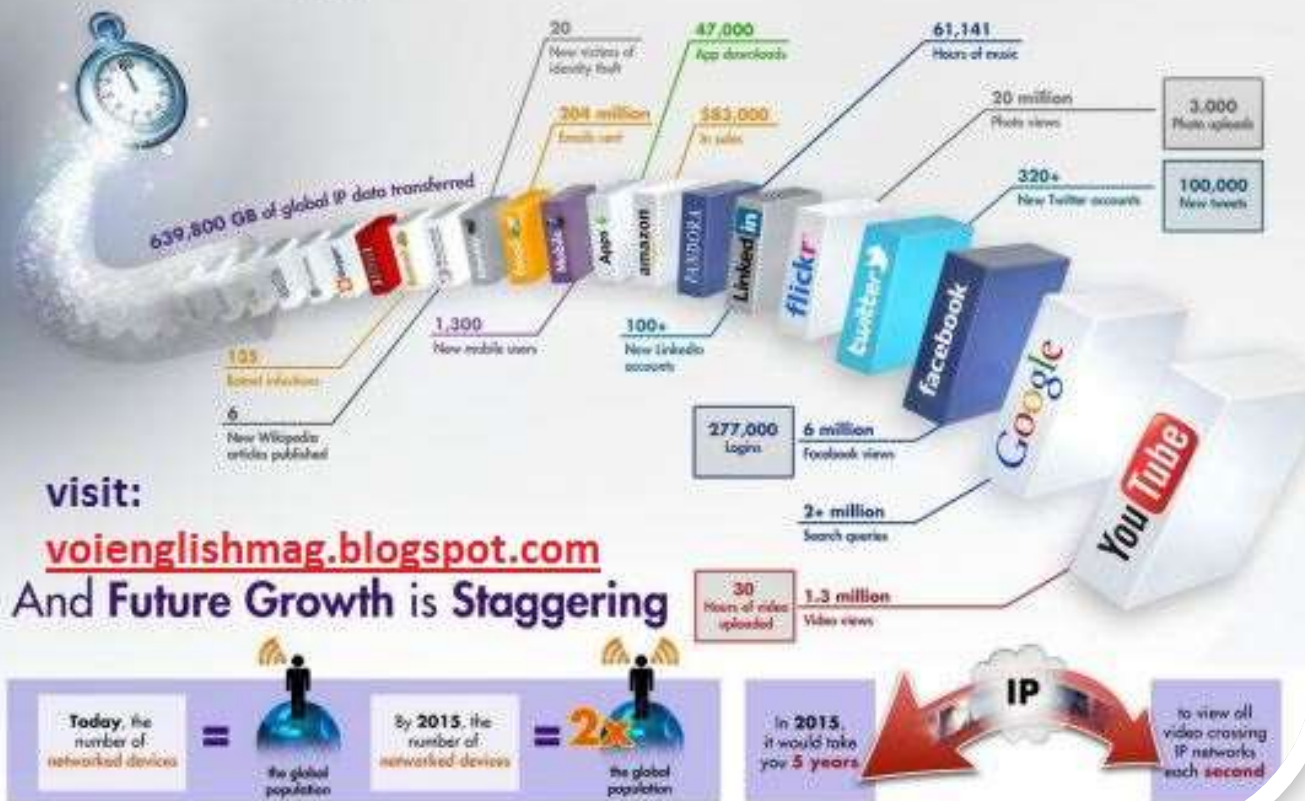 20
New victims of
identity theft
47,000
App downloads
61,141
Hours of music
204 million
Emails sent
$83,000
In sales
20 million
Photo views
3,000
Photo uploads
320+
New Twitter accounts
100,000
New tweets
639,800 GB of global IP data transferred
Mobile
Apps
amazon
PANDORA
Linked in
flickr
twitter
facebook
Google
YouTube
135
Botnet infections
6
New Wikipedia
articles published
1,300
New mobile users
100+
New LinkedIn
accounts
277,000
Logins
6 million
Facebook views
2+ million
Search queries
30
Hours of video
uploaded
1.3 million
Video views
visit:
voienglishmag.blogspot.com
And Future Growth is Staggering
Today, the
number of
networked devices
=
the global
population
By 2015, the
number of
networked devices
= 2x
the global
population
In 2015,
it would take
you 5 years
IP
to view all
video crossing
IP networks
each second